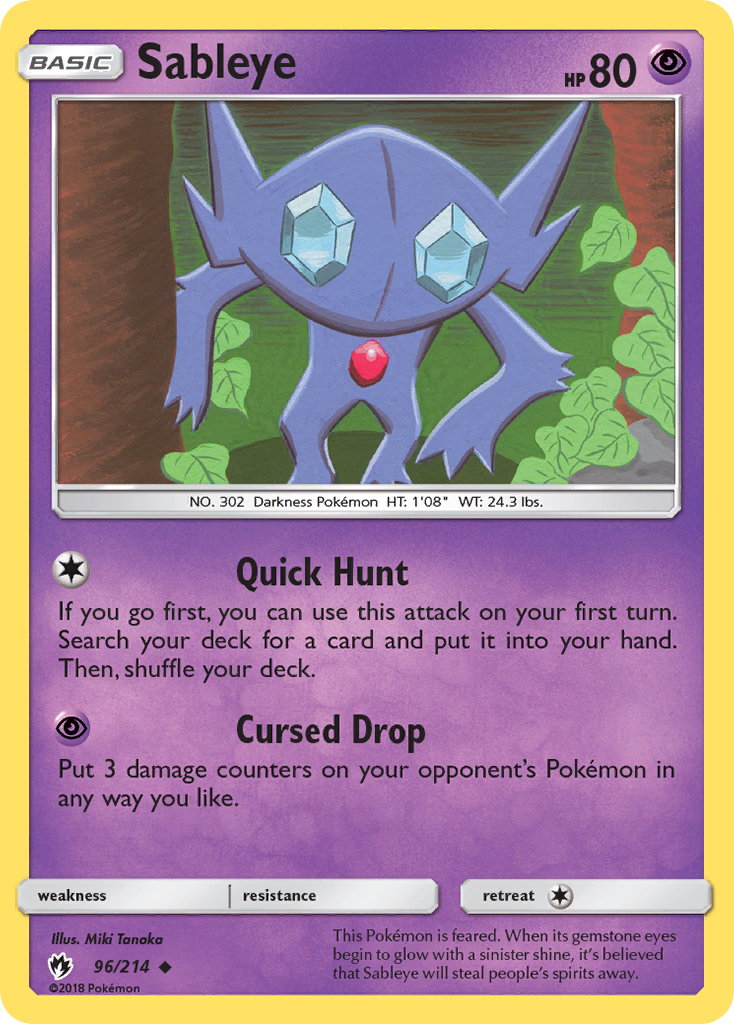 BASIC
Sableye
HP 80
NO. 302 Darkness Pokémon HT: 1'08" WT: 24.3 lbs.
Quick Hunt
If you go first, you can use this attack on your first turn.
Search your deck for a card and put it into your hand.
Then, shuffle your deck.
Cursed Drop
Put 3 damage counters on your opponent's Pokémon in
any way you like.
weakness
resistance
retreat
Illus. Miki Tanaka
96/214
©2018 Pokémon
This Pokémon is feared. When its gemstone eyes
begin to glow with a sinister shine, it's believed
that Sableye will steal people's spirits away.